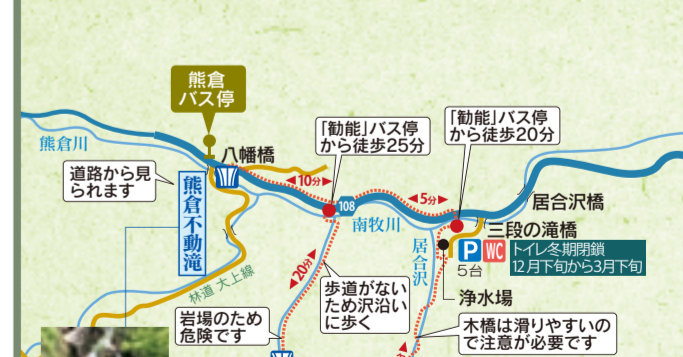 熊倉
バス停
「勧能」バス停
から徒歩20分
「勧能」バス停
から徒歩25分
熊倉川
八幡橋
道路から見
られます
10分
5分
108
居合沢橋
熊倉不動滝
南牧川
三段の滝橋
居合沢
P
WC
トイレ冬期閉鎖
12月下旬から3月下旬
5台
20分
林道 大上線
歩道がない
ため沢沿い
に歩く
浄水場
岩場のため
危険です
木橋は滑りやすいの
で注意が必要です